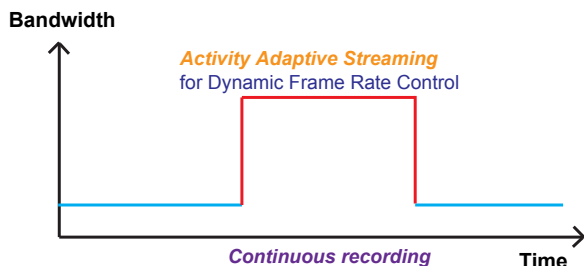 Bandwidth
Activity Adaptive Streaming
for Dynamic Frame Rate Control
Continuous recording
Time